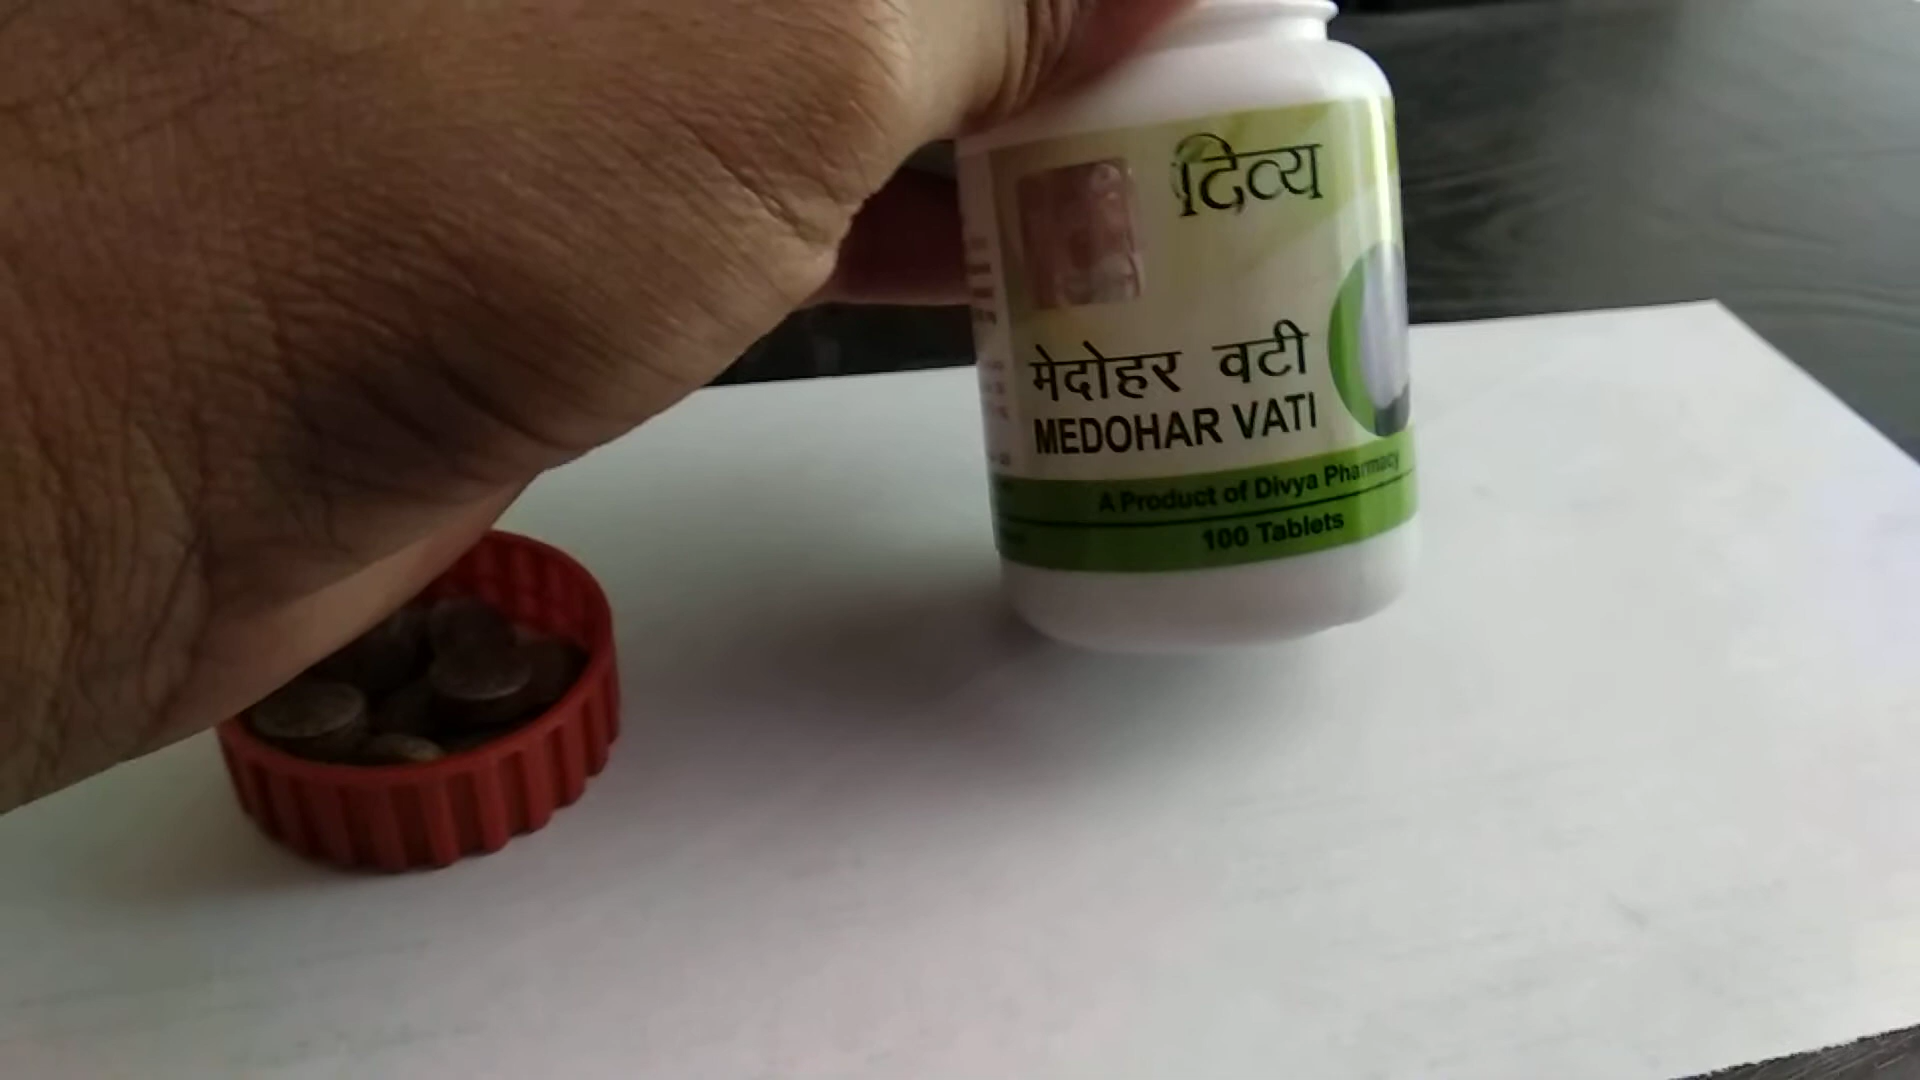 दिव्य
मेदोहर वटी
MEDOHAR VATI
A Product of Divya Pharmacy
100 Tablets